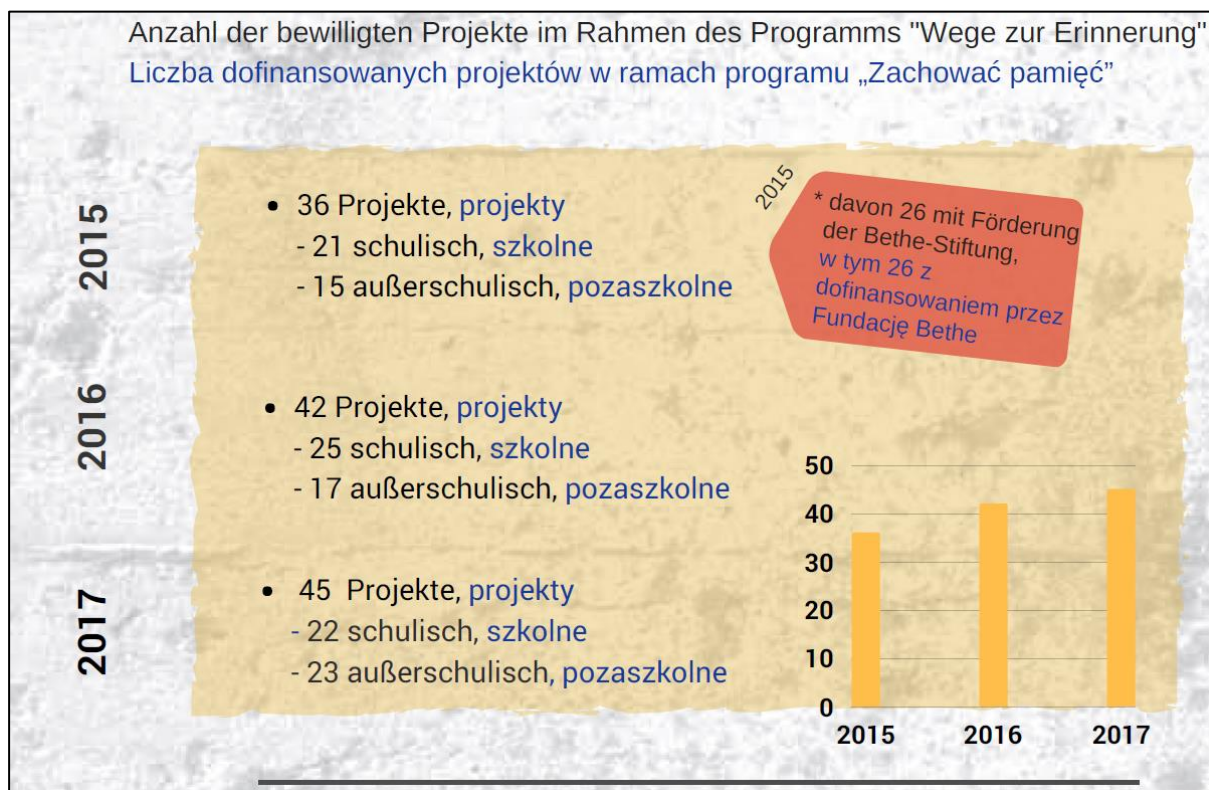 Anzahl der bewilligten Projekte im Rahmen des Programms "Wege zur Erinnerung"
Liczba dofinansowanych projektów w ramach programu „Zachować pamięć”
2015
• 36 Projekte, projekty
- 21 schulisch, szkolne
- 15 außerschulisch, pozaszkolne
2015
* davon 26 mit Förderung
der Bethe-Stiftung,
w tym 26 z
dofinansowaniem przez
Fundację Bethe
2016
• 42 Projekte, projekty
- 25 schulisch, szkolne
- 17 außerschulisch, pozaszkolne
2017
• 45 Projekte, projekty
- 22 schulisch, szkolne
- 23 außerschulisch, pozaszkolne
50
40
30
20
10
0
2015 2016 2017